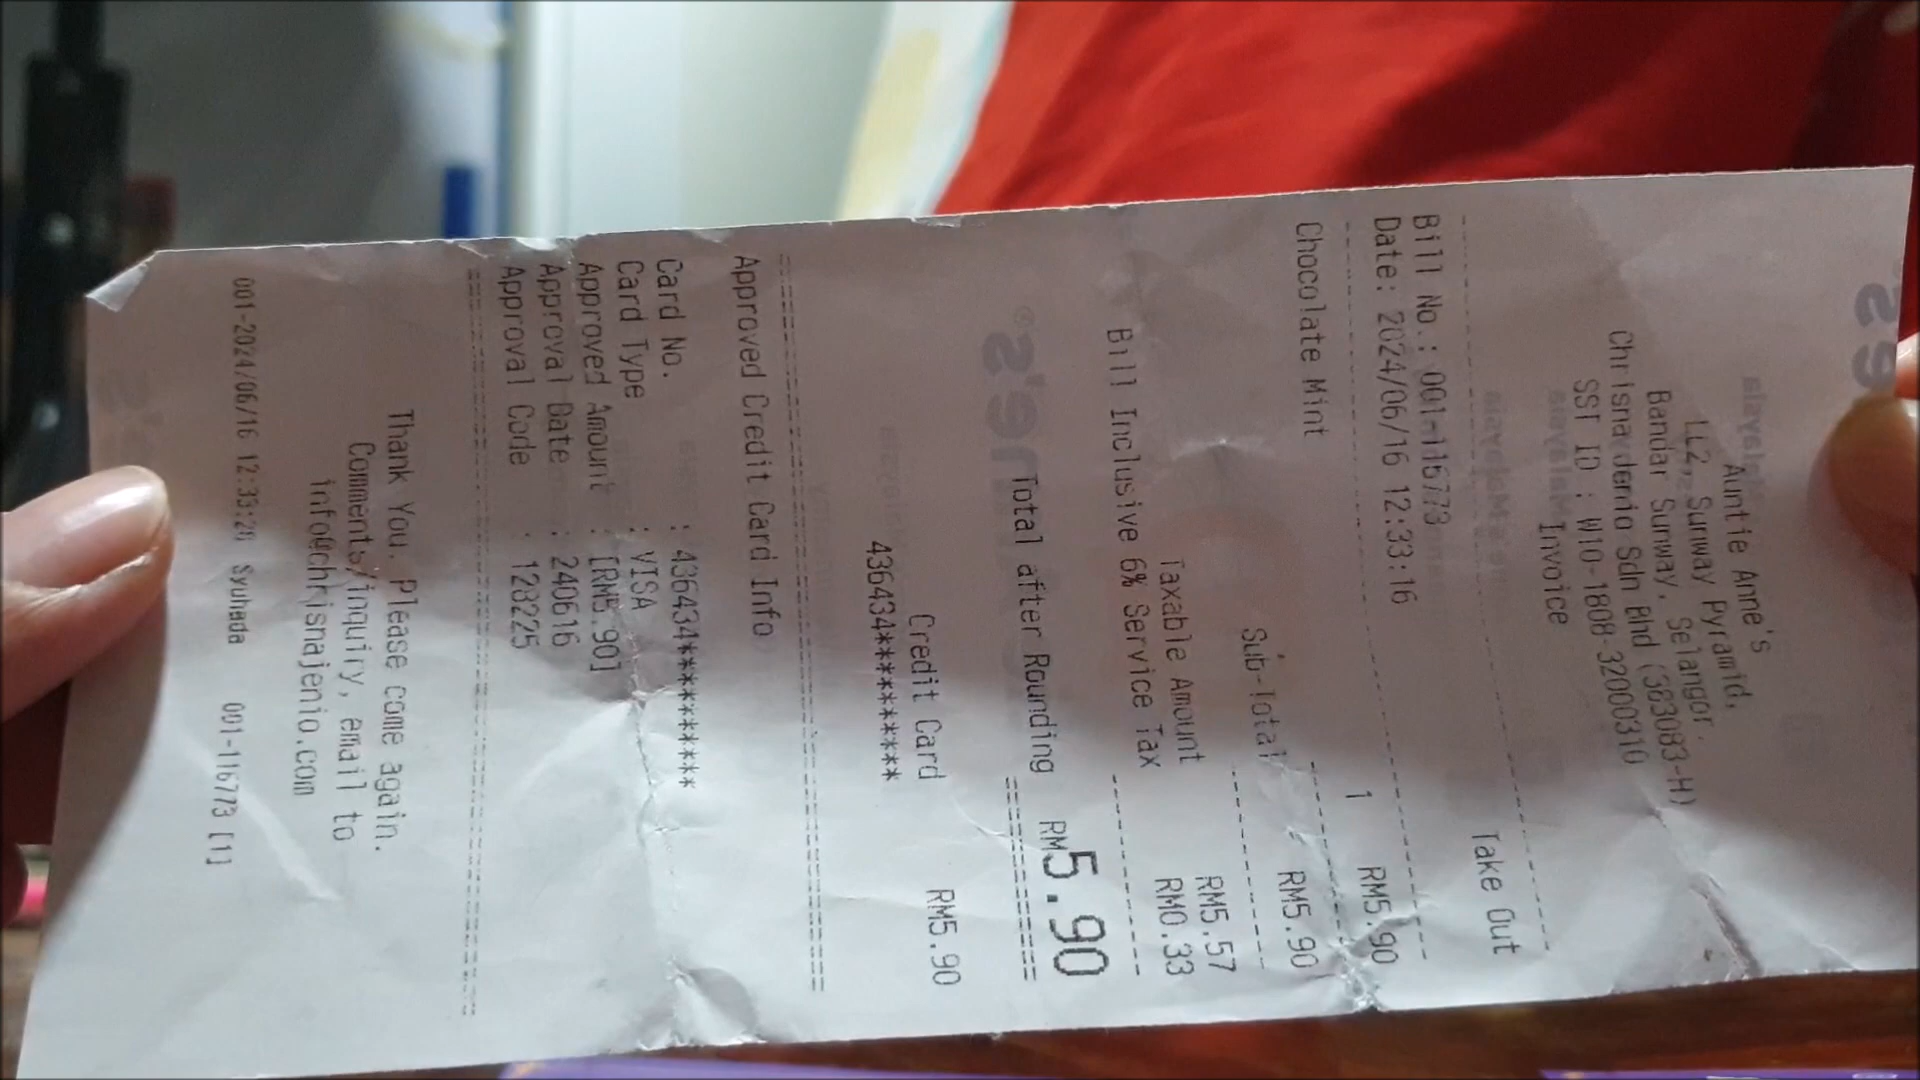 Auntie Anne's
LL2, Sunway Pyramid,
Bandar Sunway, Selangor.
Chrisna Jenio Sdn Bhd (383083-H)
SST ID : W10-1808-32000310
Invoice
Take Out
Bill No.: 001-116773
Date: 2024/06/16 12:33:16
Chocolate Mint 1 RM5.90
Sub-Total RM5.90
Taxable Amount RM5.57
Bill Inclusive 6% Service Tax RM0.33
Total after Rounding RM5.90
Credit Card RM5.90
436434**********
Approved Credit Card Info
Card No. : 436434**********
Card Type : VISA
Approved Amount : [RM5.90]
Approval Date : 240616
Approval Code :
Thank You. Please come again.
Comments/inquiry, email to
info@chrisnajenio.com
001-2024/06/16 Syuhada 001-116773 [1]